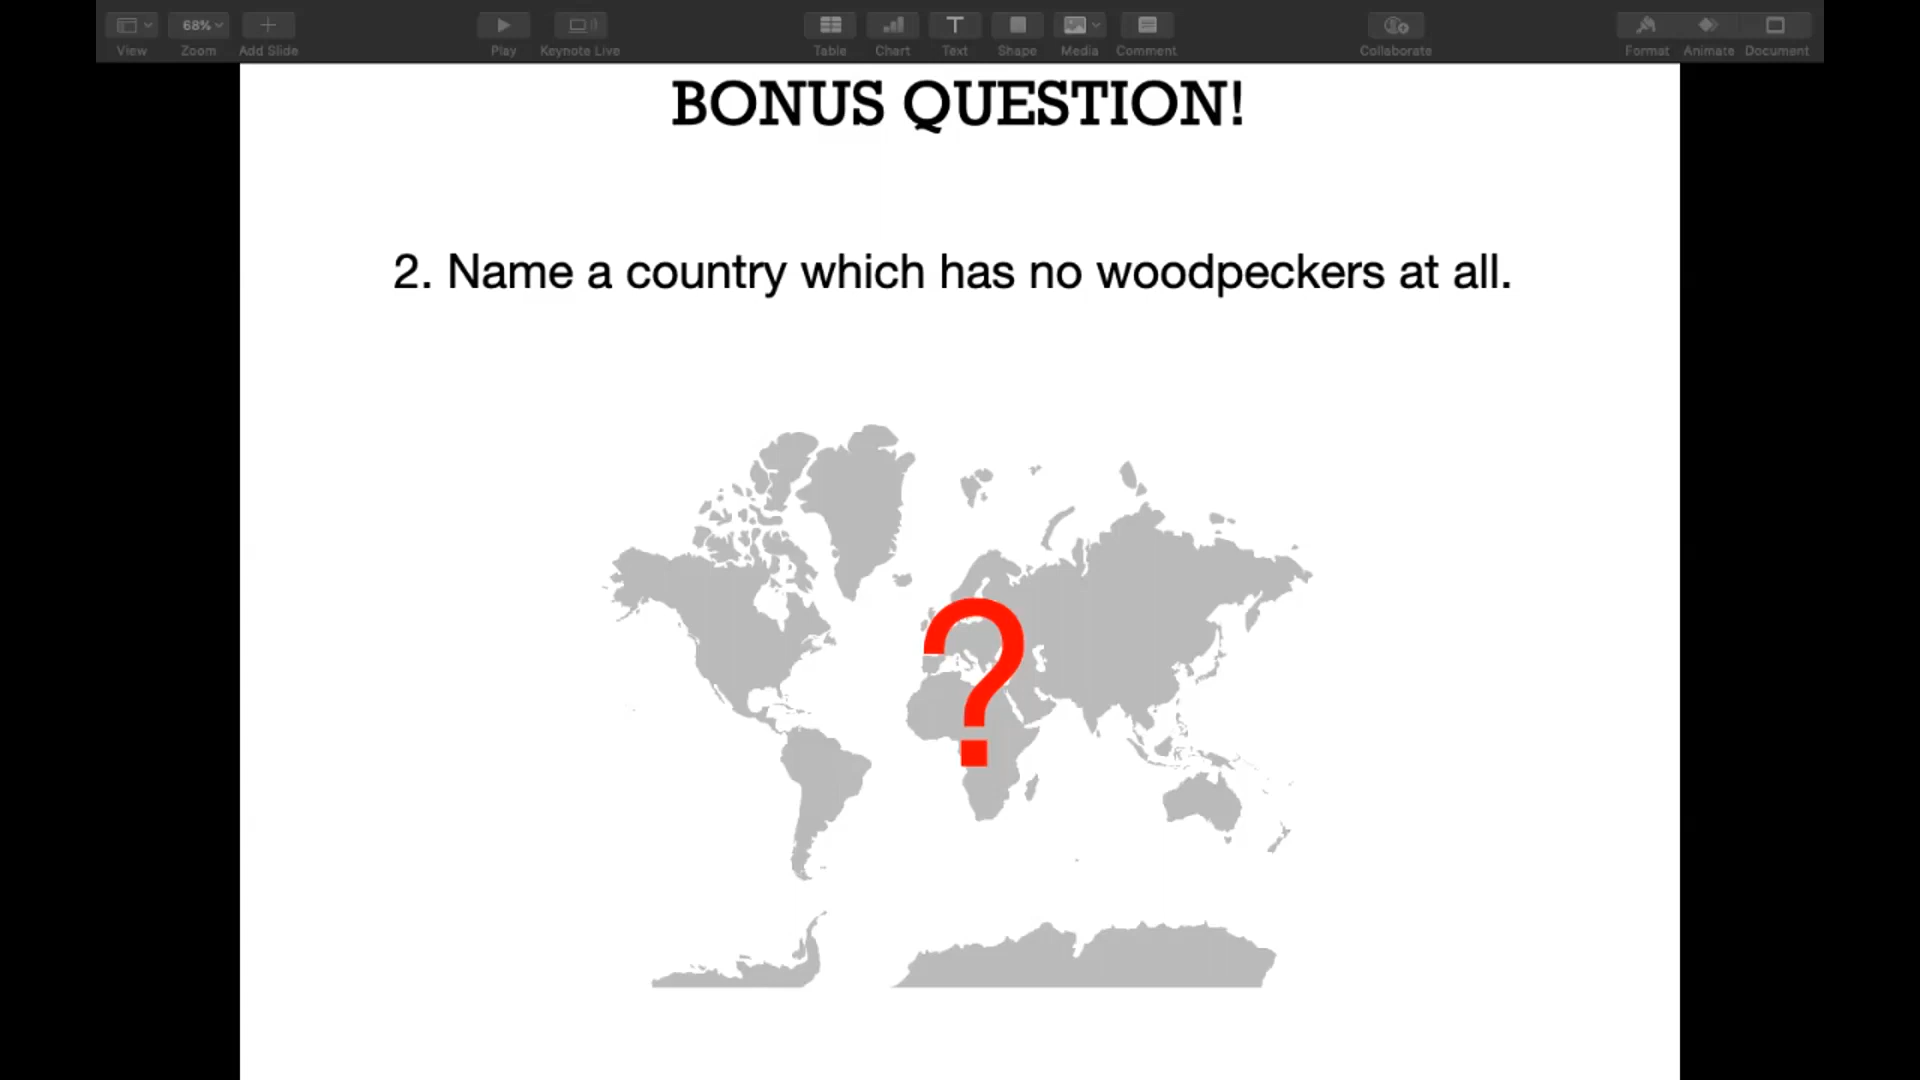 68%
View Zoom Add Slide Play Keynote Live Table Chart Text Shape Media Comment Collaborate Format Animate Document
BONUS QUESTION!
2. Name a country which has no woodpeckers at all.
?